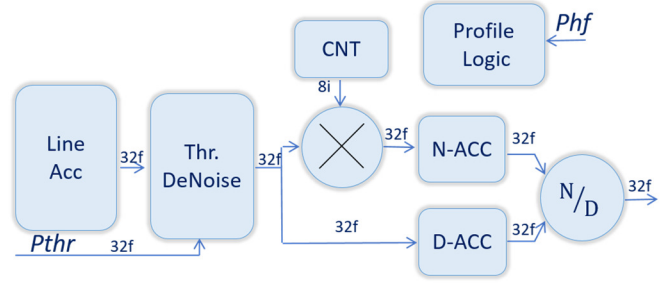 CNT
8i
Profile
Logic
Phf
Line
Acc
32f
Thr.
DeNoise
32f
32f
N-ACC
32f
N/D
32f
Pthr
32f
32f
D-ACC
32f